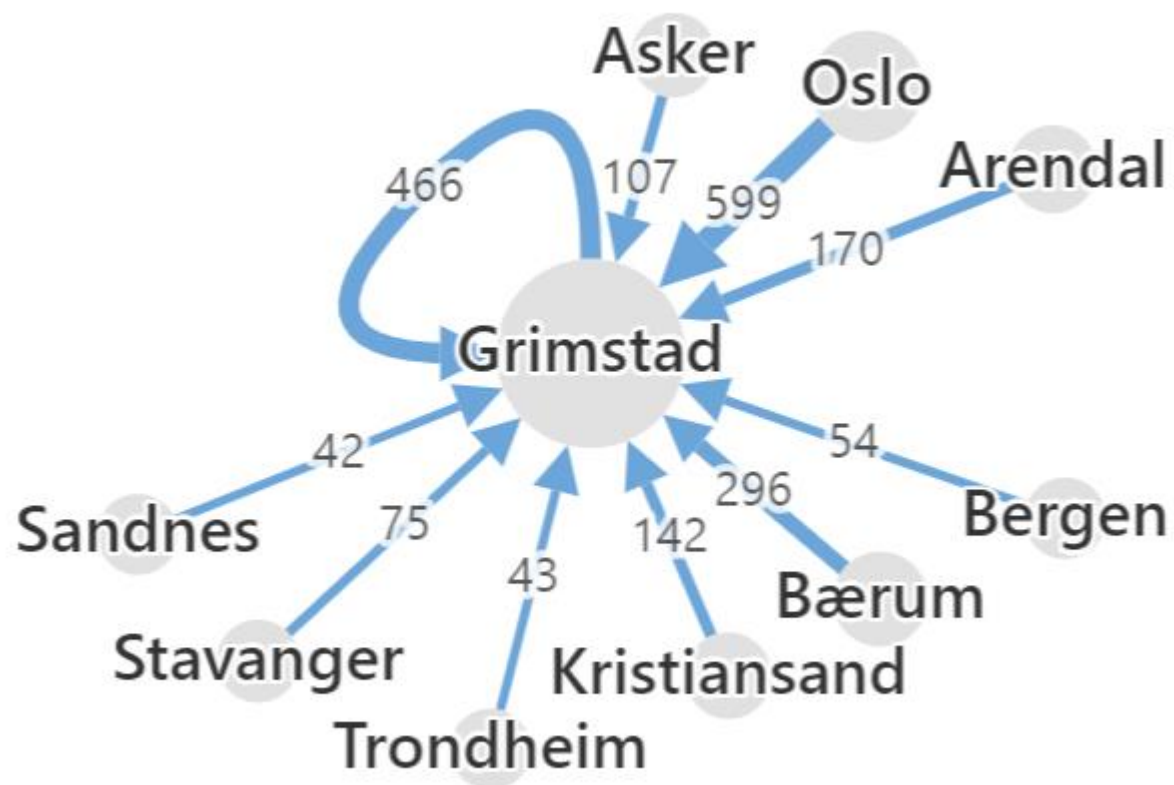 Asker
Oslo
Arendal
466
107
599
170
Grimstad
42
54
296
75
142
43
Sandnes
Bergen
Bærum
Stavanger
Kristiansand
Trondheim